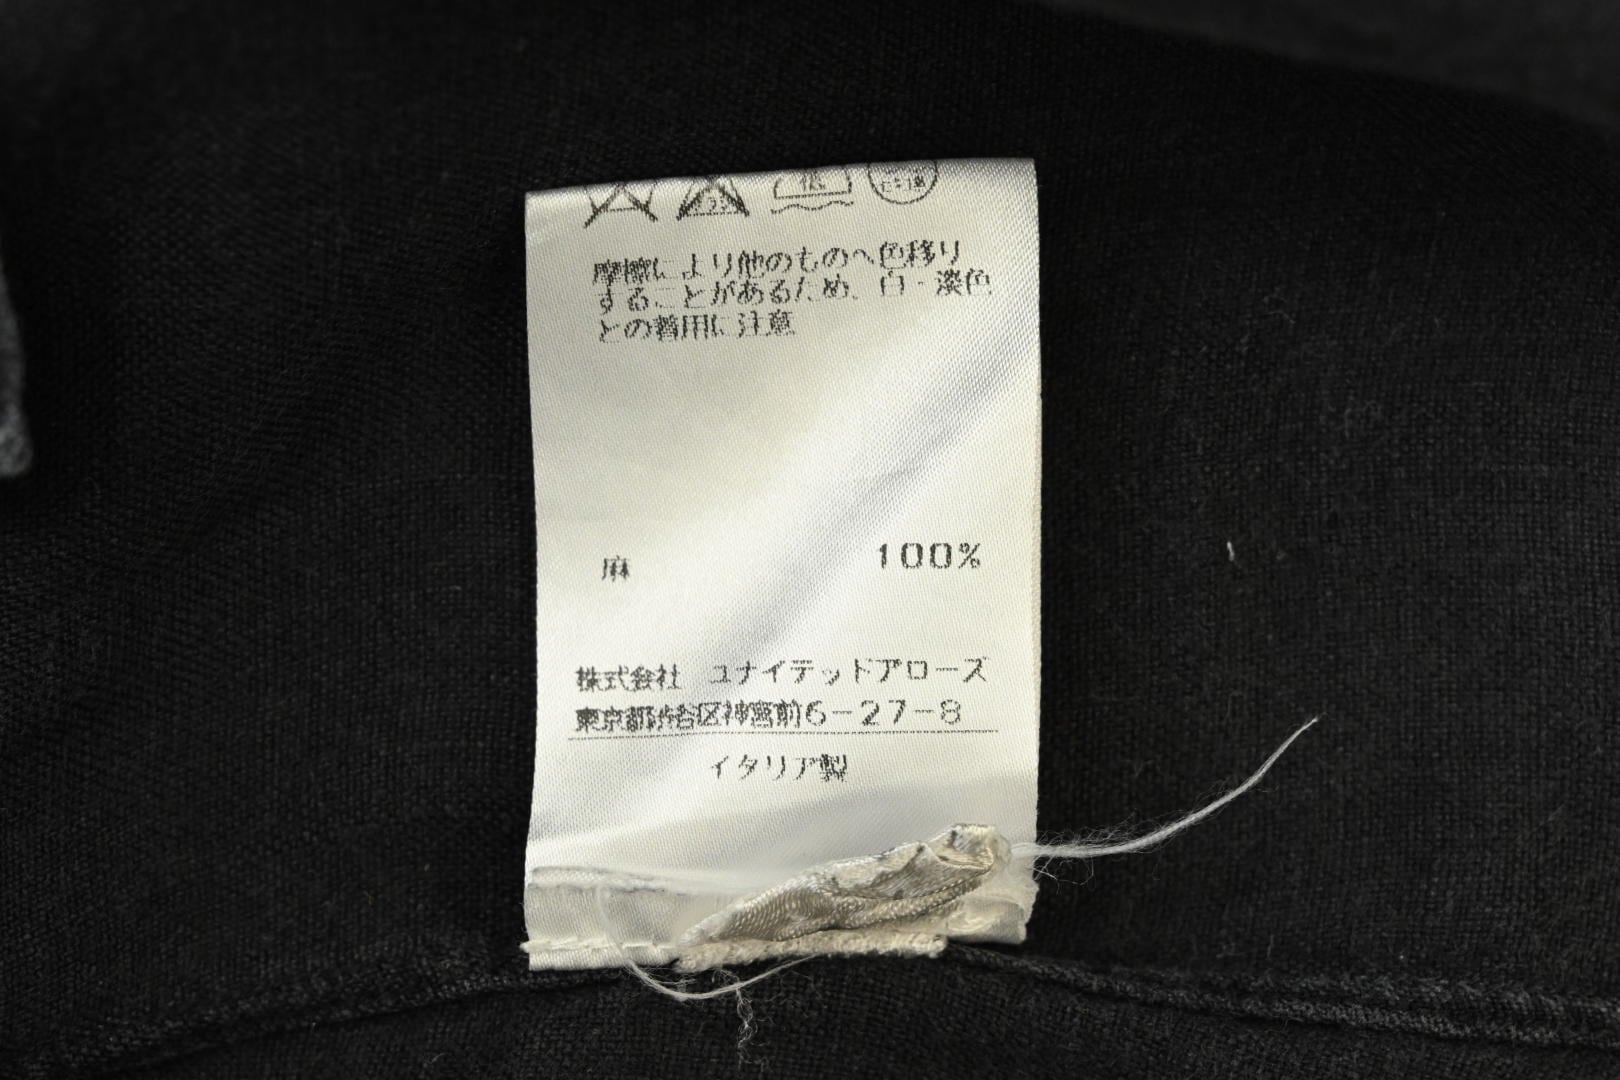 摩擦により他のものへ色移り
することがあるため、白・淡色
との着用に注意
麻 100%
株式会社 ユナイテッドアローズ
東京都渋谷区神宮前6-27-8
イタリア製